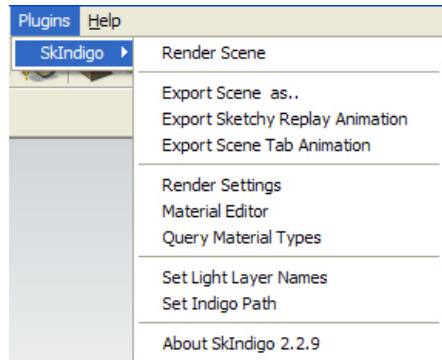 Plugins Help
SkIndigo
Render Scene
Export Scene as..
Export Sketchy Replay Animation
Export Scene Tab Animation
Render Settings
Material Editor
Query Material Types
Set Light Layer Names
Set Indigo Path
About SkIndigo 2.2.9